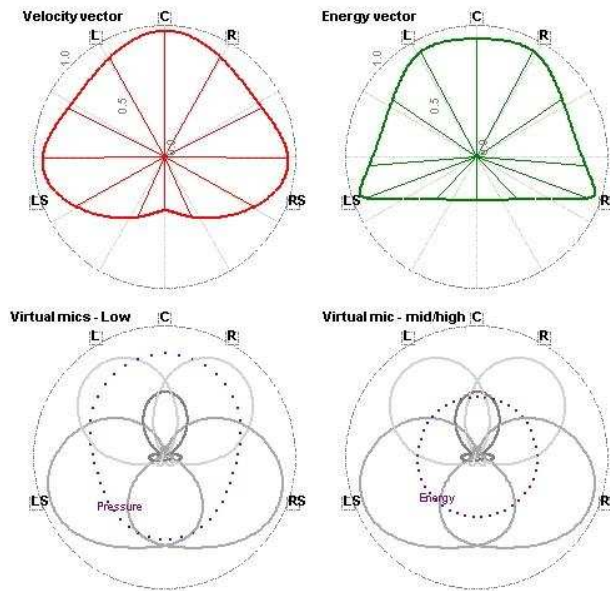 Velocity vector
C
L
R
1.0
0.5
0.0
LS
RS
Energy vector
C
L
R
1.0
0.5
0.0
LS
R
Virtual mics - Low
C
L
R
LS
RS
Pressure
Virtual mic - mid/high
C
L
R
LS
RS
Energy